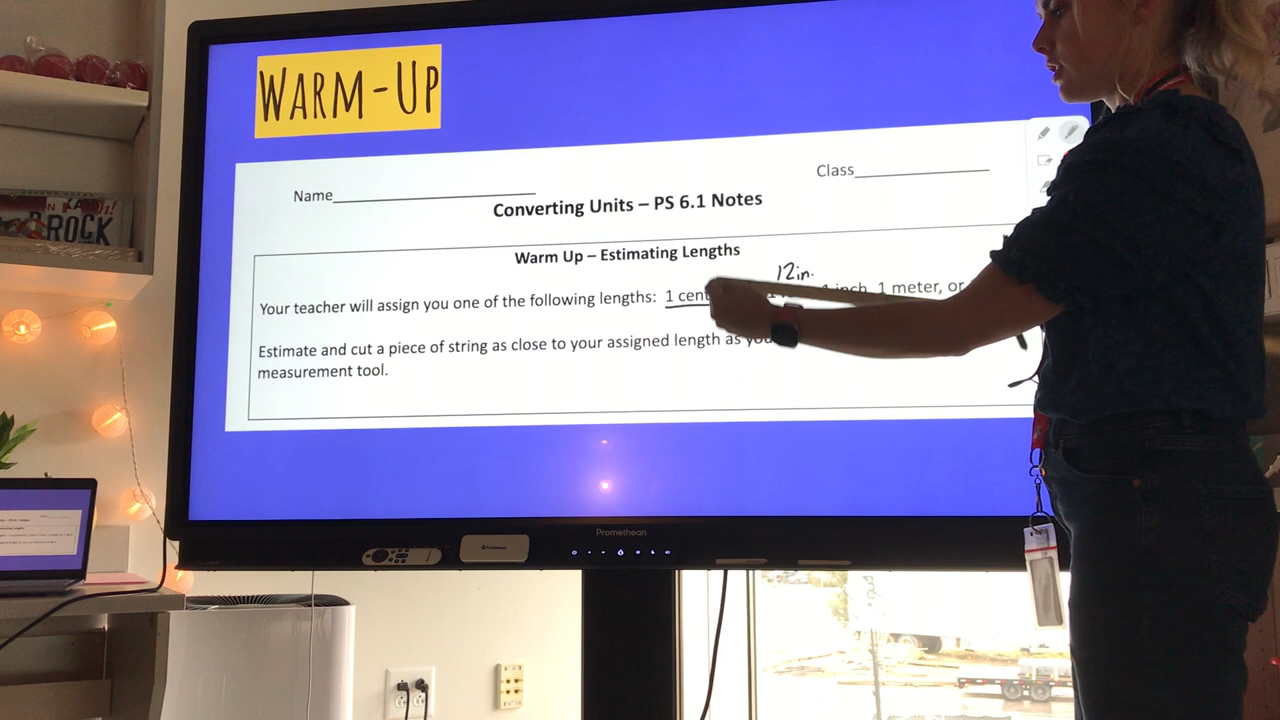 WARM-UP
Name
Class
Converting Units – PS 6.1 Notes
Warm Up – Estimating Lengths
12in.
Your teacher will assign you one of the following lengths: 1 cent inch, 1 meter, or
Estimate and cut a piece of string as close to your assigned length as you
measurement tool.
ROCK
Promethean